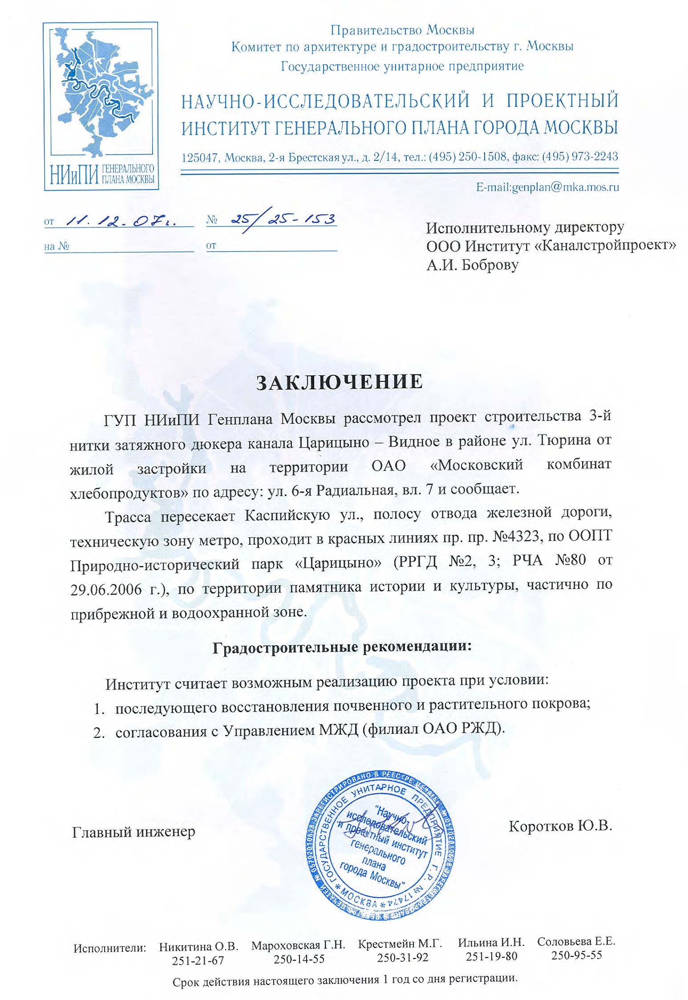 Правительство Москвы
Комитет по архитектуре и градостроительству г. Москвы
Государственное унитарное предприятие
НАУЧНО-ИССЛЕДОВАТЕЛЬСКИЙ И ПРОЕКТНЫЙ
ИНСТИТУТ ГЕНЕРАЛЬНОГО ПЛАНА ГОРОДА МОСКВЫ
125047, Москва, 2-я Брестская ул., д. 2/14, тел.: (495) 250-1508, факс: (495) 973-2243
НИиПИ ГЕНЕРАЛЬНОГО
ПЛАНА МОСКВЫ
E-mail:genplan@mka.mos.ru
от 11.12.07г. № 25/25-153
на № от
Исполнительному директору
ООО Институт «Каналстройпроект»
А.И. Боброву
ЗАКЛЮЧЕНИЕ
ГУП НИиПИ Генплана Москвы рассмотрел проект строительства 3-й
нитки затяжного дюкера канала Царицыно – Видное в районе ул. Тюрина от
жилой застройки на территории ОАО «Московский комбинат
хлебопродуктов» по адресу: ул. 6-я Радиальная, вл. 7 и сообщает.
Трасса пересекает Каспийскую ул., полосу отвода железной дороги,
техническую зону метро, проходит в красных линиях пр. пр. №4323, по ООПТ
Природно-исторический парк «Царицыно» (РРГД №2, 3; РЧА №80 от
29.06.2006 г.), по территории памятника истории и культуры, частично по
прибрежной и водоохранной зоне.
Градостроительные рекомендации:
Институт считает возможным реализацию проекта при условии:
1. последующего восстановления почвенного и растительного покрова;
2. согласования с Управлением МЖД (филиал ОАО РЖД).
Главный инженер
ЗАРЕГИСТРИРОВАНО В РЕЕСТРЕ
ГОСУДАРСТВЕННОЕ УНИТАРНОЕ ПРЕДПРИЯТИЕ Г.Р. №17474 * МОСКВА *
"Научно-
исследовательский
и проектный институт
генерального
плана
города Москвы"
Коротков Ю.В.
Исполнители: Никитина О.В. Мароховская Г.Н. Крестмейн М.Г. Ильина И.Н. Соловьева Е.Е.
251-21-67 250-14-55 250-31-92 251-19-80 250-95-55
Срок действия настоящего заключения 1 год со дня регистрации.